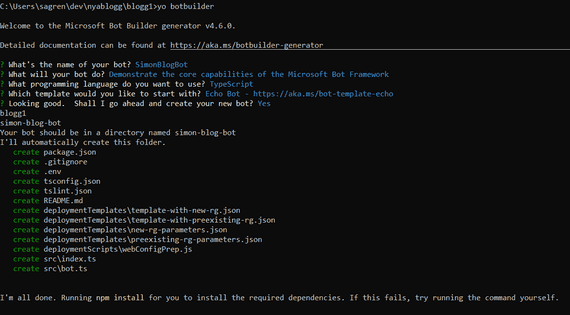 C:\Users\sagren\dev\nyablogg\blogg1>yo botbuilder
Welcome to the Microsoft Bot Builder generator v4.6.0.
Detailed documentation can be found at https://aka.ms/botbuilder-generator
? What's the name of your bot? SimonBlogBot
? What will your bot do? Demonstrate the core capabilities of the Microsoft Bot Framework
? What programming language do you want to use? TypeScript
? Which template would you like to start with? Echo Bot - https://aka.ms/bot-template-echo
? Looking good.  Shall I go ahead and create your new bot? Yes
blogg1
simon-blog-bot
Your bot should be in a directory named simon-blog-bot
I'll automatically create this folder.
create package.json
create .gitignore
create .env
create tsconfig.json
create tslint.json
create README.md
create deploymentTemplates\template-with-new-rg.json
create deploymentTemplates\template-with-preexisting-rg.json
create deploymentTemplates\new-rg-parameters.json
create deploymentTemplates\preexisting-rg-parameters.json
create deploymentScripts\webConfigPrep.js
create src\index.ts
create src\bot.ts
I'm all done. Running npm install for you to install the required dependencies. If this fails, try running the command yourself.